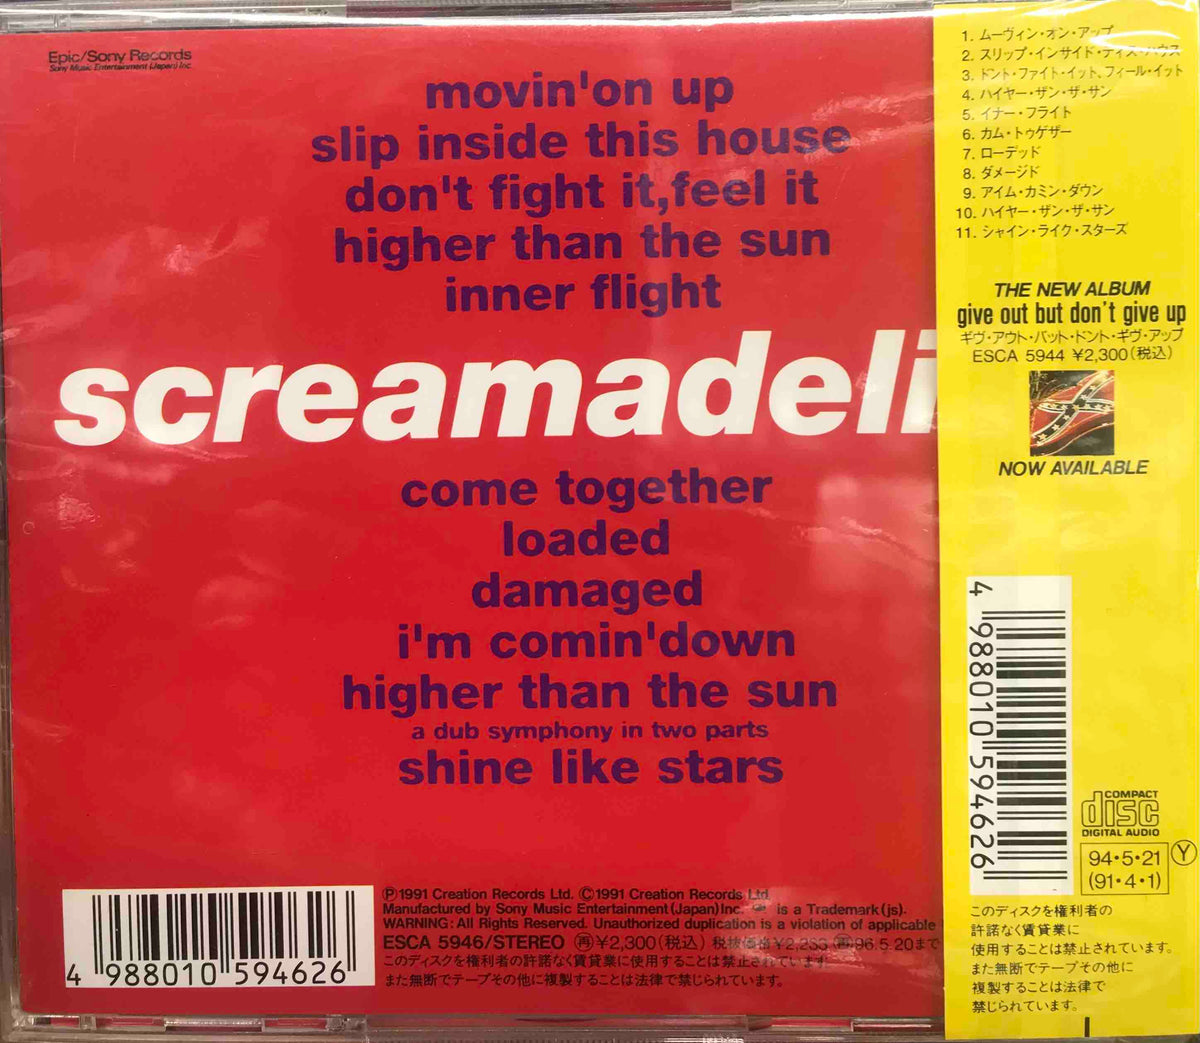 Epic/Sony Records
Sony Music Entertainment (Japan) Inc.
movin'on up
slip inside this house
don't fight it,feel it
higher than the sun
inner flight
screamadeli
come together
loaded
damaged
i'm comin'down
higher than the sun
a dub symphony in two parts
shine like stars
4 988010 594626
Ⓟ1991 Creation Records Ltd. ©1991 Creation Records Ltd.
Manufactured by Sony Music Entertainment(Japan)Inc. is a Trademark(js).
WARNING: All Rights Reserved. Unauthorized duplication is a violation of applicable
ESCA 5946/STEREO ㊞¥2,300(税込) 税抜価格¥2,233 96.5.20まで
このディスクを権利者の許諾なく賃貸業に使用することは禁止されています。
また無断でテープその他に複製することは法律で禁じられています。
1. ムーヴィン・オン・アップ
2. スリップ・インサイド・ディス・ハウス
3. ドント・ファイト・イット、フィール・イット
4. ハイヤー・ザン・ザ・サン
5. イナー・フライト
6. カム・トゥゲザー
7. ローデッド
8. ダメージド
9. アイム・カミン・ダウン
10. ハイヤー・ザン・ザ・サン
11. シャイン・ライク・スターズ
THE NEW ALBUM
give out but don't give up
ギヴ・アウト・バット・ドント・ギヴ・アップ
ESCA 5944 ¥2,300(税込)
NOW AVAILABLE
4 988010 594626
COMPACT
disc
DIGITAL AUDIO
94・5・21 Ⓨ
(91・4・1)
このディスクを権利者の
許諾なく賃貸業に
使用することは禁止されています。
また無断でテープその他に
複製することは法律で
禁じられています。